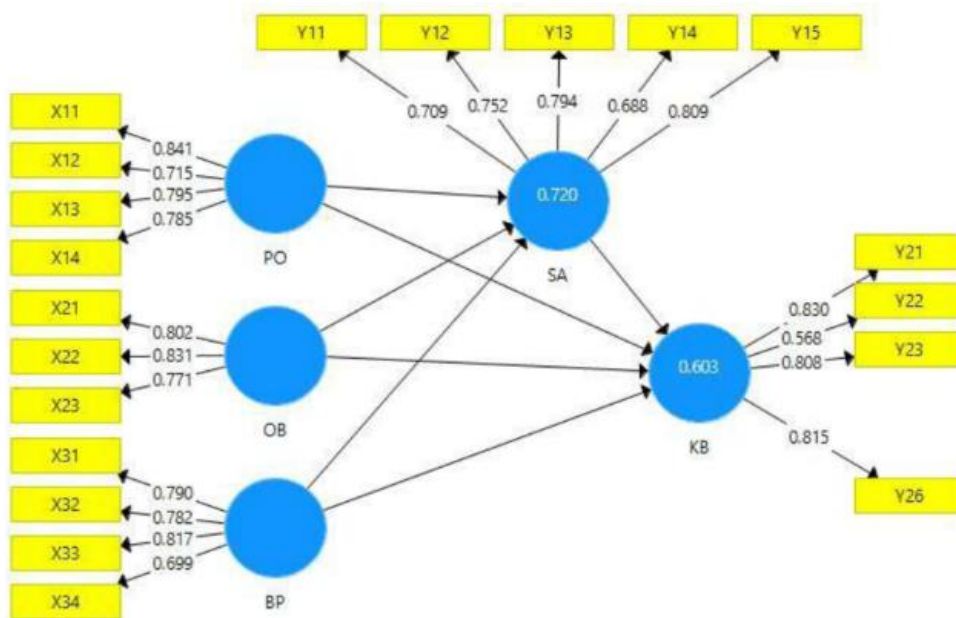 Y11 Y12 Y13 Y14 Y15
0.709 0.752 0.794 0.688 0.809
X11
0.841
X12
0.715
X13
0.795
X14
0.785
PO
0.720
SA
X21
0.802
X22
0.831
X23
0.771
OB
X31
0.790
X32
0.782
X33
0.817
X34
0.699
BP
0.603
KB
Y21
0.830
Y22
0.568
Y23
0.808
0.815
Y26